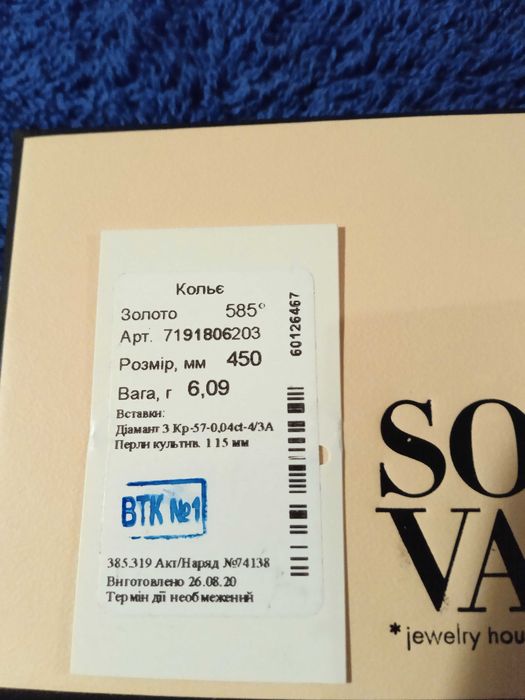 Кольє
Золото 585°
Арт. 7191806203
Розмір, мм 450
Вага, г 6,09
Вставки:
Діамант 3 Кр-57-0,04ct-4/3А
Перли культив. 1 15 мм
60126467
ВТК №1
385.319 Акт/Наряд №74138
Виготовлено 26.08.20
Термін дії необмежений
SO
VA
*jewelry hou